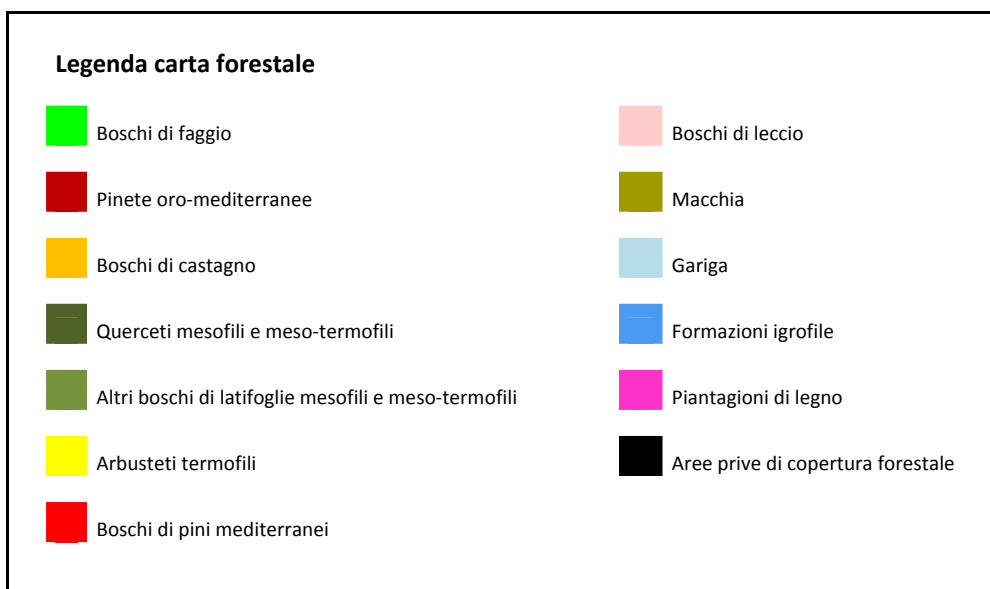 Legenda carta forestale
Boschi di faggio
Pinete oro-mediterranee
Boschi di castagno
Querceti mesofili e meso-termofili
Altri boschi di latifoglie mesofili e meso-termofili
Arbusteti termofili
Boschi di pini mediterranei
Boschi di leccio
Macchia
Gariga
Formazioni igrofile
Piantagioni di legno
Aree prive di copertura forestale